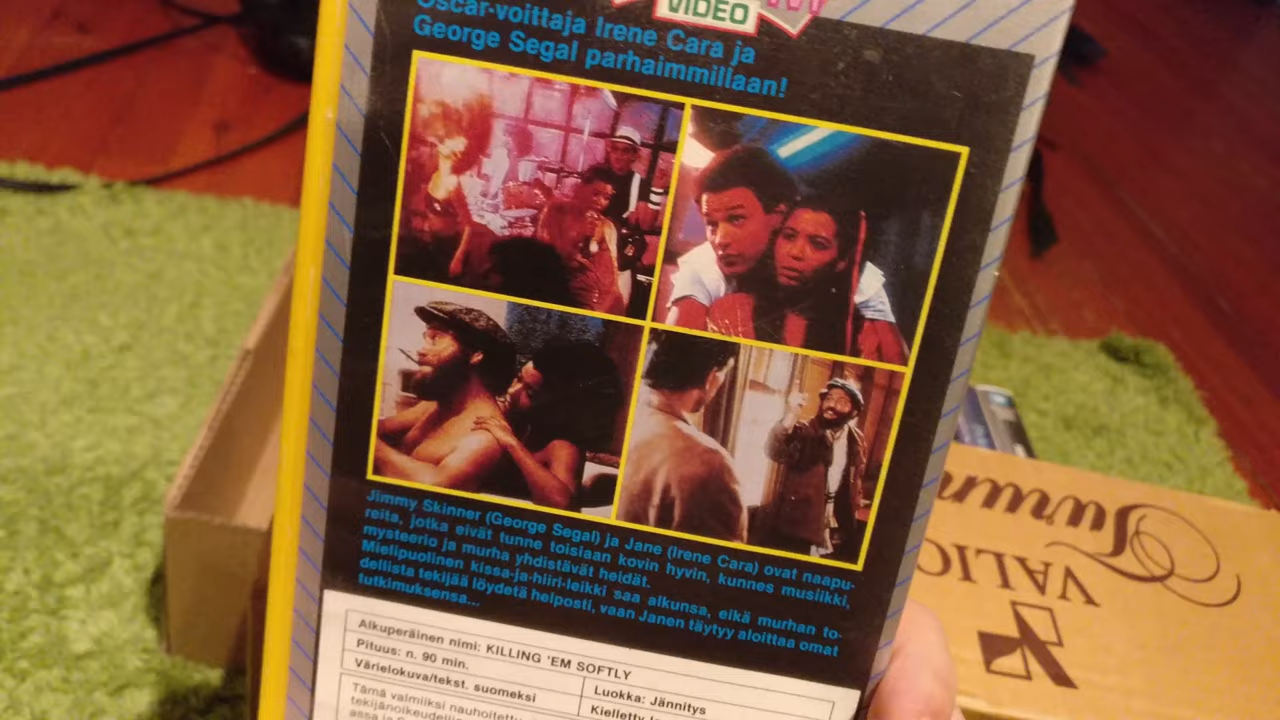 VIDEO
Oscar-voittaja Irene Cara ja
George Segal parhaimmillaan!
Jimmy Skinner (George Segal) ja Jane (Irene Cara) ovat naapu-
reita, jotka eivät tunne toisiaan kovin hyvin, kunnes musiikki,
mysteerio ja murha yhdistävät heidät.
Mielipuolinen kissa-ja-hiiri-leikki saa alkunsa, eikä murhan to-
dellista tekijää löydetä helposti, vaan Janen täytyy aloittaa omat
tutkimuksensa...
Alkuperäinen nimi: KILLING 'EM SOFTLY
Pituus: n. 90 min.
Värielokuva/tekst. suomeksi
Luokka: Jännitys
Kielletty
Tämä valmiiksi nauhoitettu
VALIO